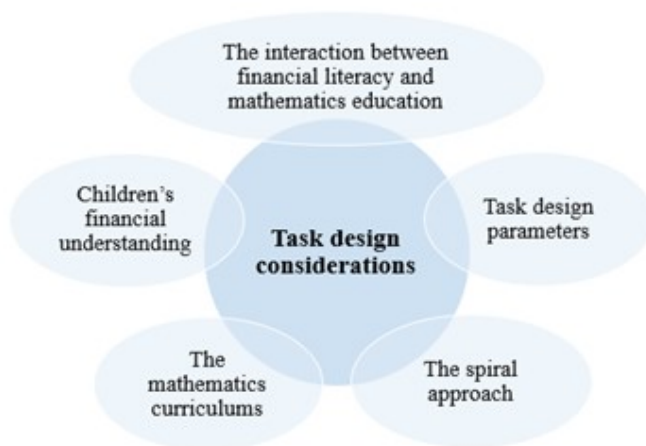 The interaction between
financial literacy and
mathematics education
Children's
financial
understanding
Task design
parameters
Task design
considerations
The
mathematics
curriculums
The spiral
approach